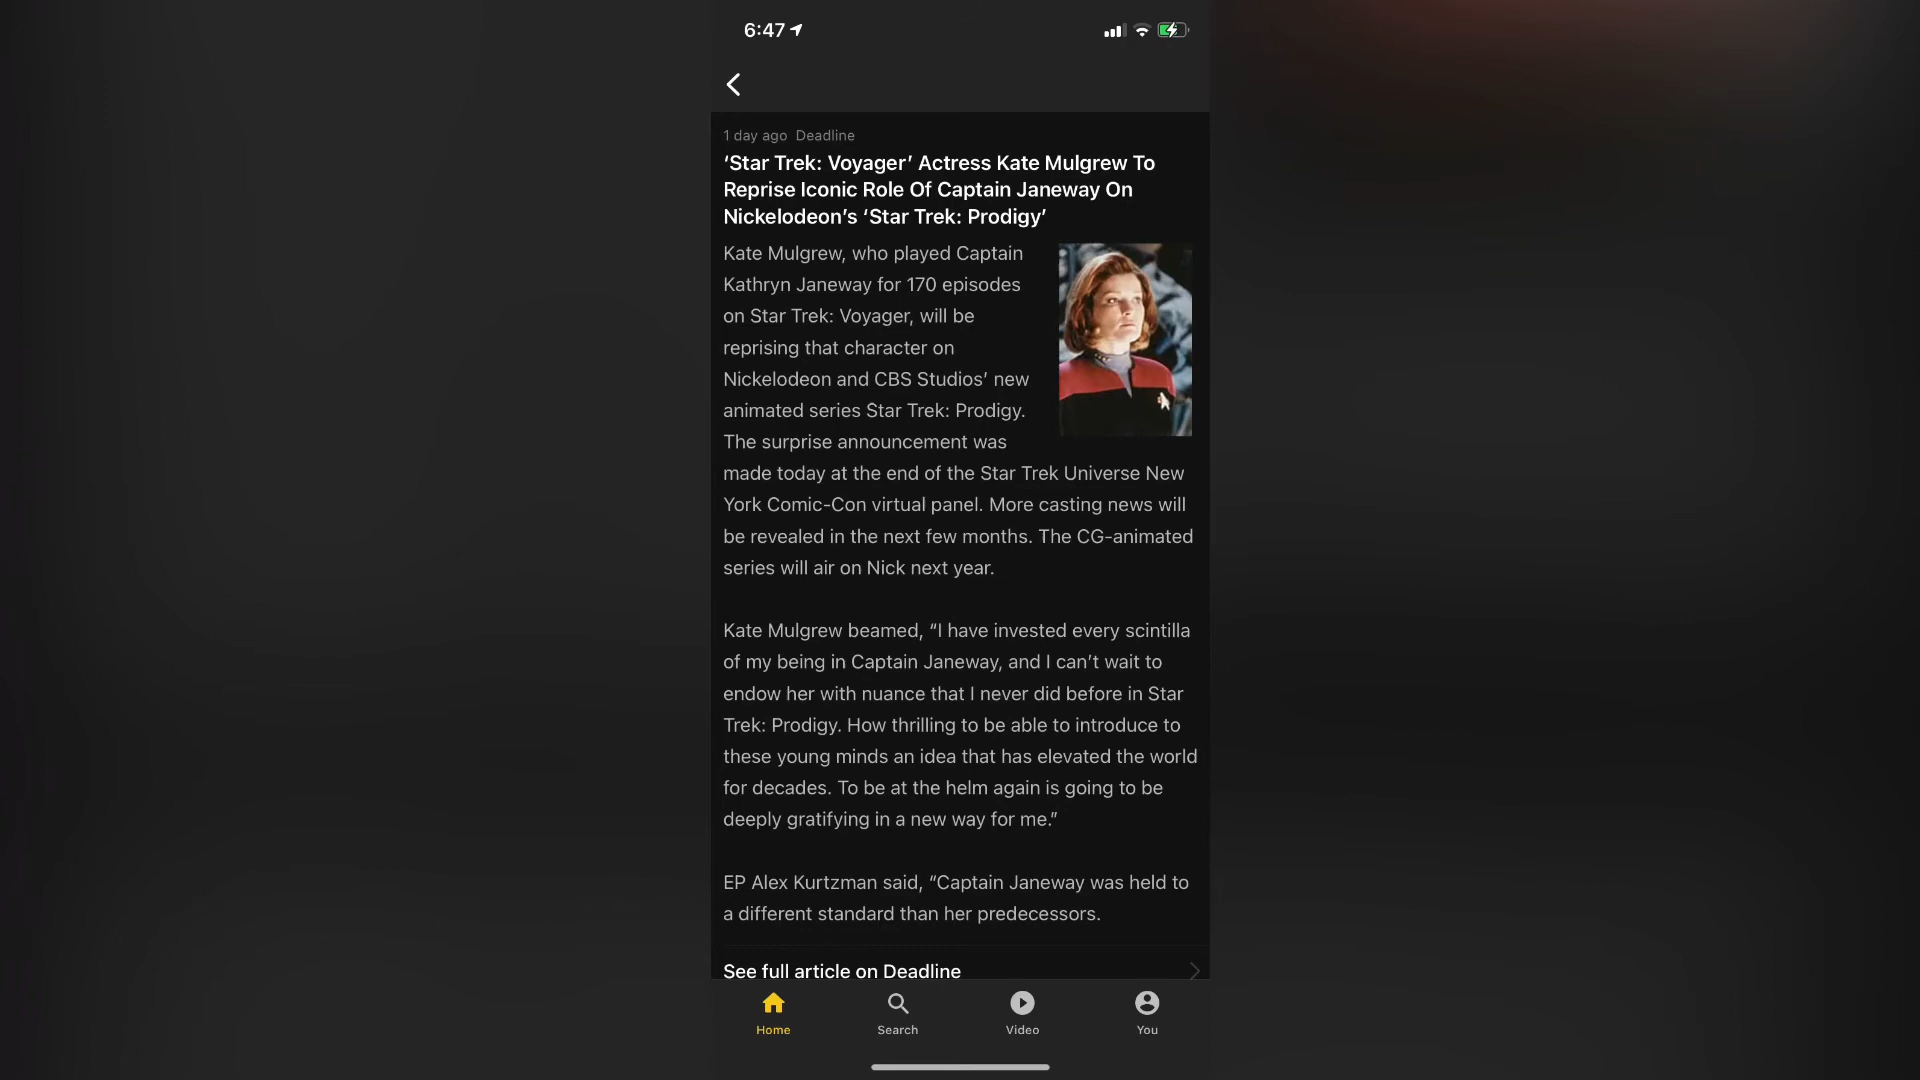 6:47
1 day ago Deadline
‘Star Trek: Voyager’ Actress Kate Mulgrew To
Reprise Iconic Role Of Captain Janeway On
Nickelodeon’s ‘Star Trek: Prodigy’
Kate Mulgrew, who played Captain
Kathryn Janeway for 170 episodes
on Star Trek: Voyager, will be
reprising that character on
Nickelodeon and CBS Studios’ new
animated series Star Trek: Prodigy.
The surprise announcement was
made today at the end of the Star Trek Universe New
York Comic-Con virtual panel. More casting news will
be revealed in the next few months. The CG-animated
series will air on Nick next year.
Kate Mulgrew beamed, “I have invested every scintilla
of my being in Captain Janeway, and I can’t wait to
endow her with nuance that I never did before in Star
Trek: Prodigy. How thrilling to be able to introduce to
these young minds an idea that has elevated the world
for decades. To be at the helm again is going to be
deeply gratifying in a new way for me.”
EP Alex Kurtzman said, “Captain Janeway was held to
a different standard than her predecessors.
See full article on Deadline
Home Search Video You